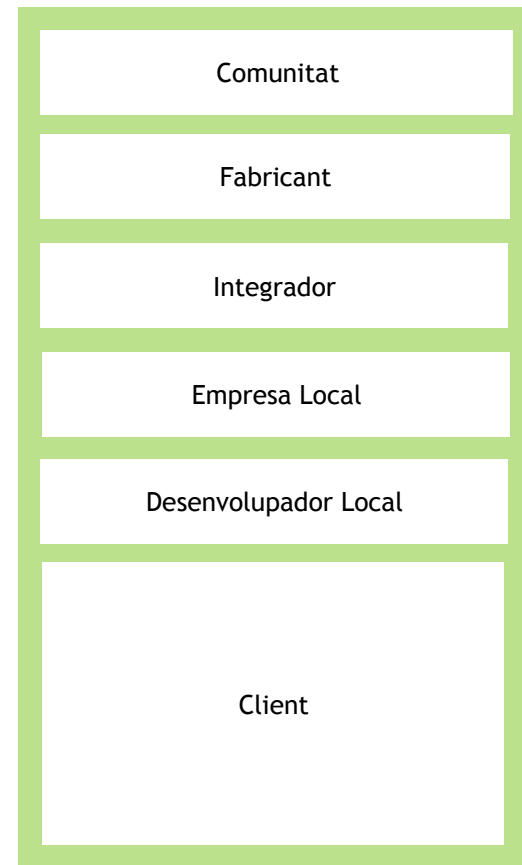 Comunitat
Fabricant
Integrador
Empresa Local
Desenvolupador Local
Client